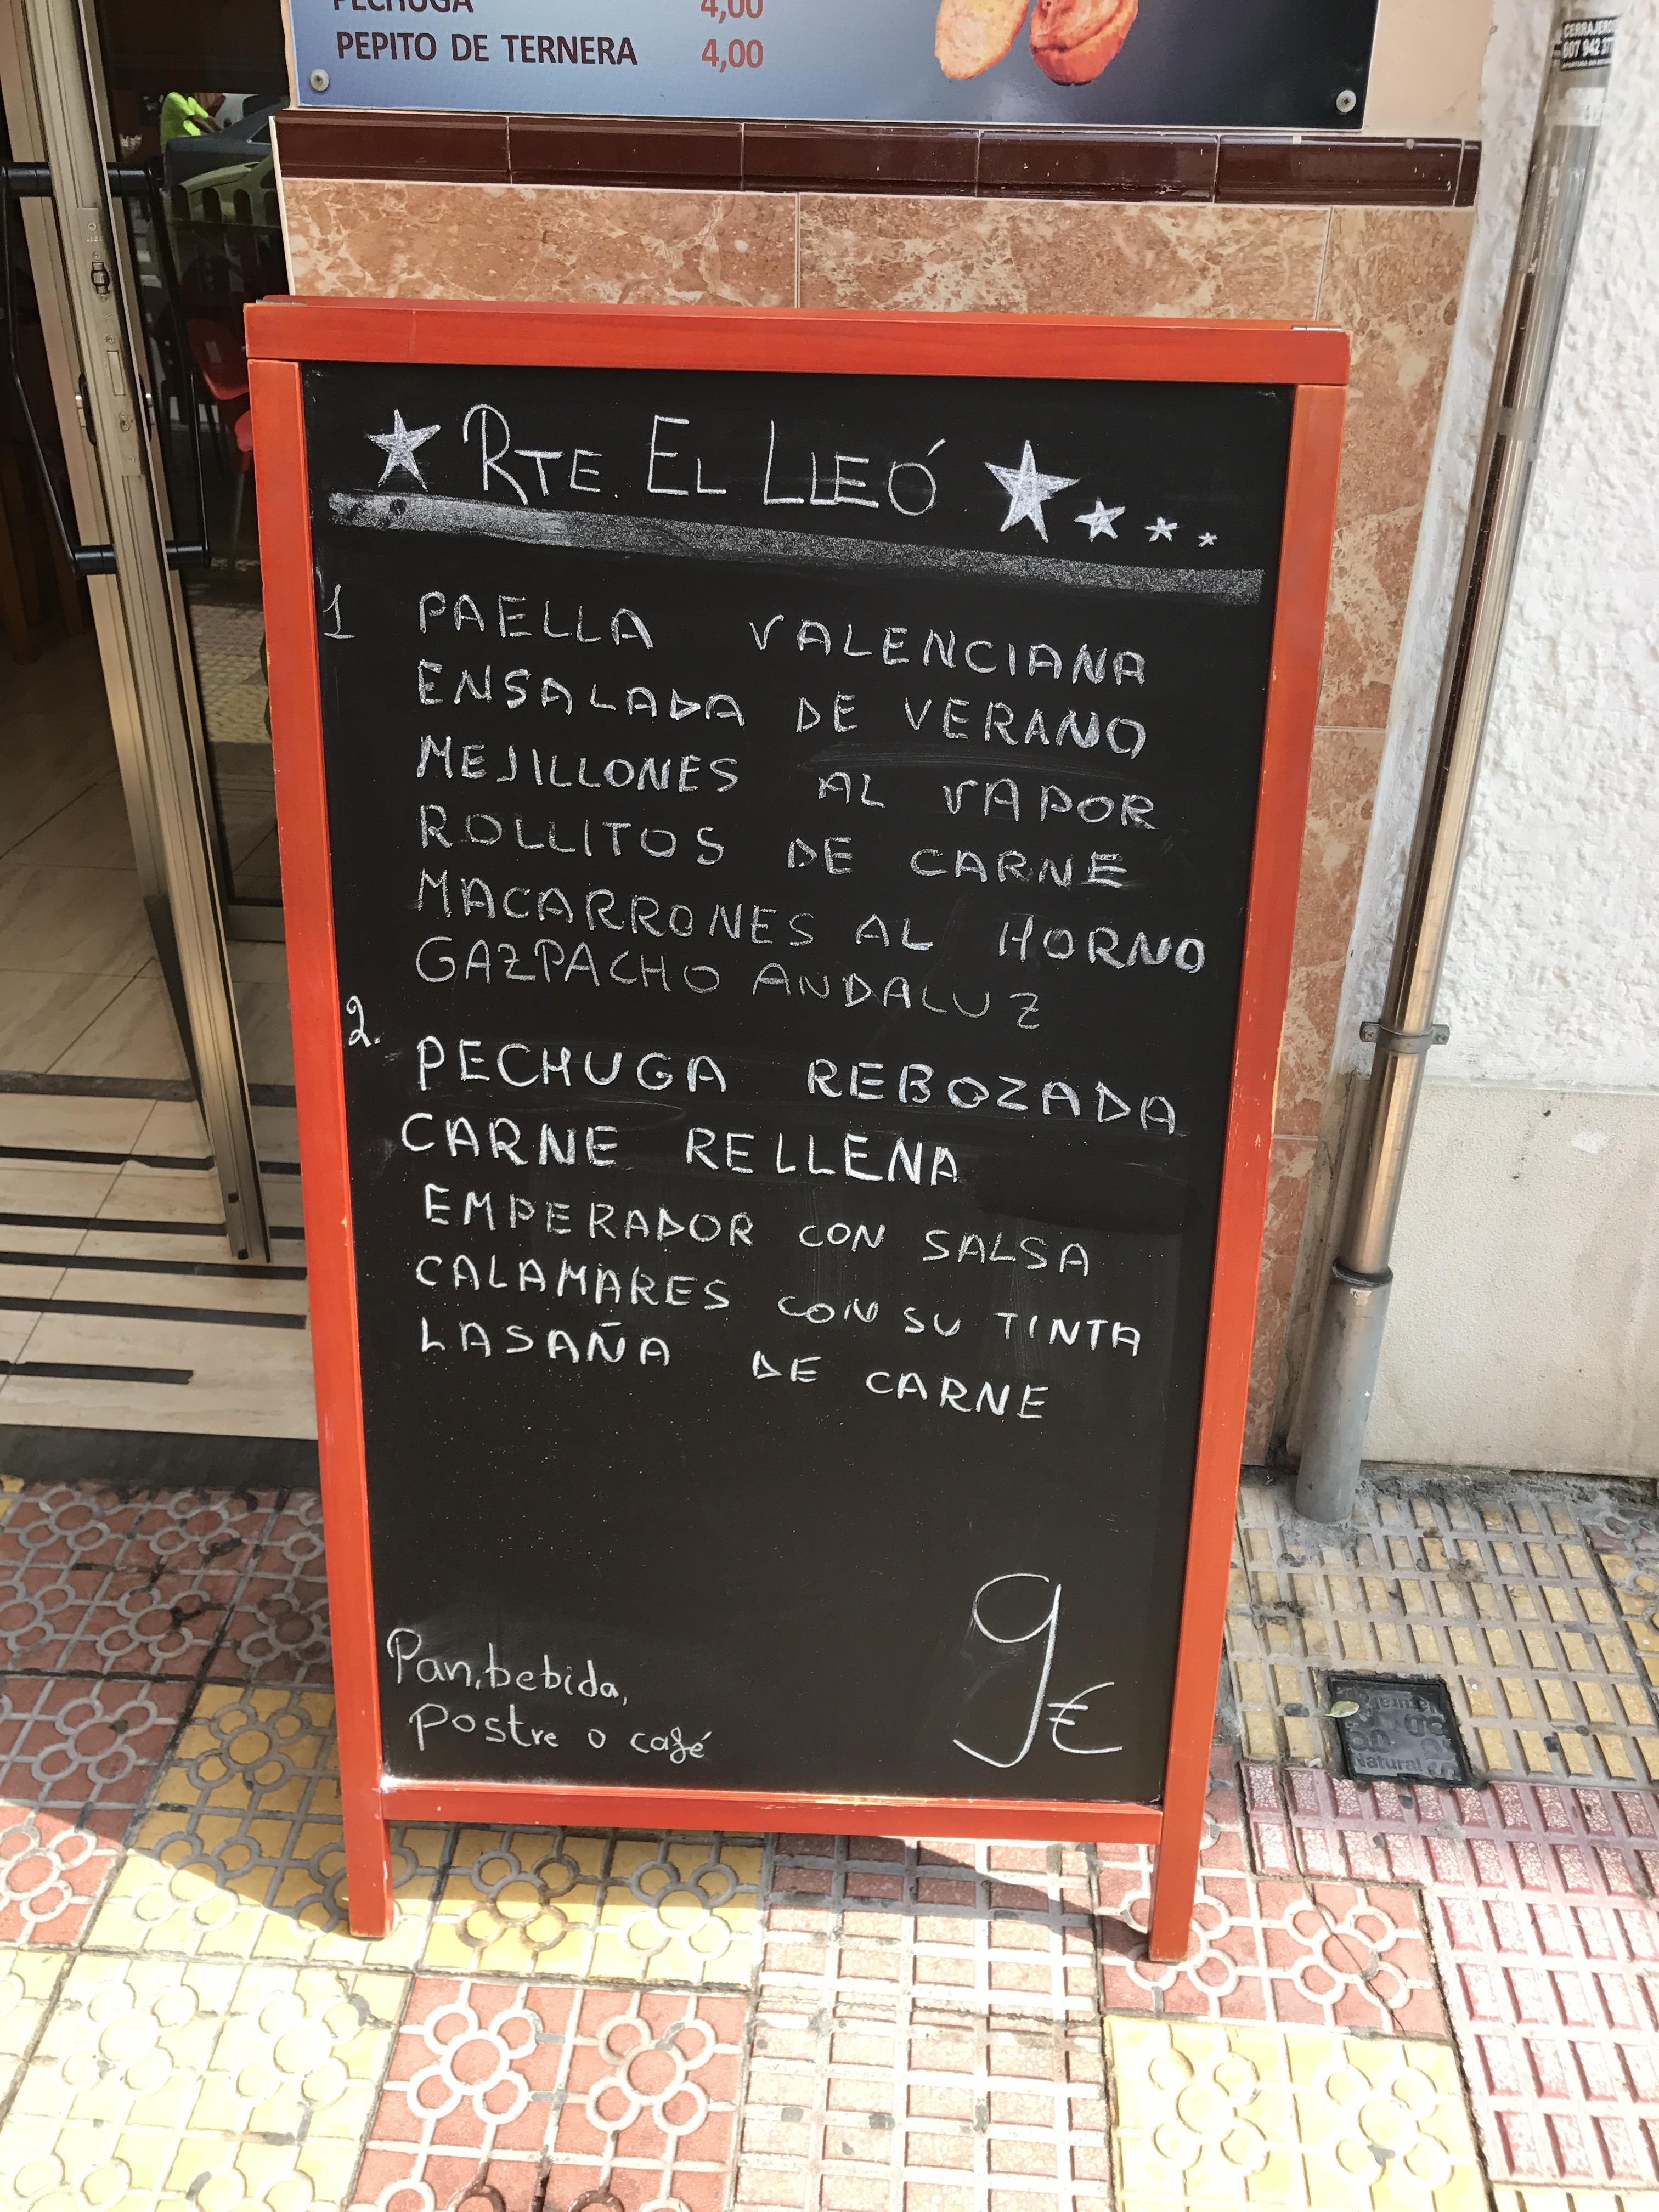 PECHUGA 4,00
PEPITO DE TERNERA 4,00
CERRAJEROS
RTE. EL LLEÓ
1 PAELLA VALENCIANA
ENSALADA DE VERANO
MEJILLONES AL VAPOR
ROLLITOS DE CARNE
MACARRONES AL HORNO
GAZPACHO ANDALUZ
2. PECHUGA REBOZADA
CARNE RELLENA
EMPERADOR CON SALSA
CALAMARES CON SU TINTA
LASAÑA DE CARNE
Pan, bebida,
postre o café
9€
Natural